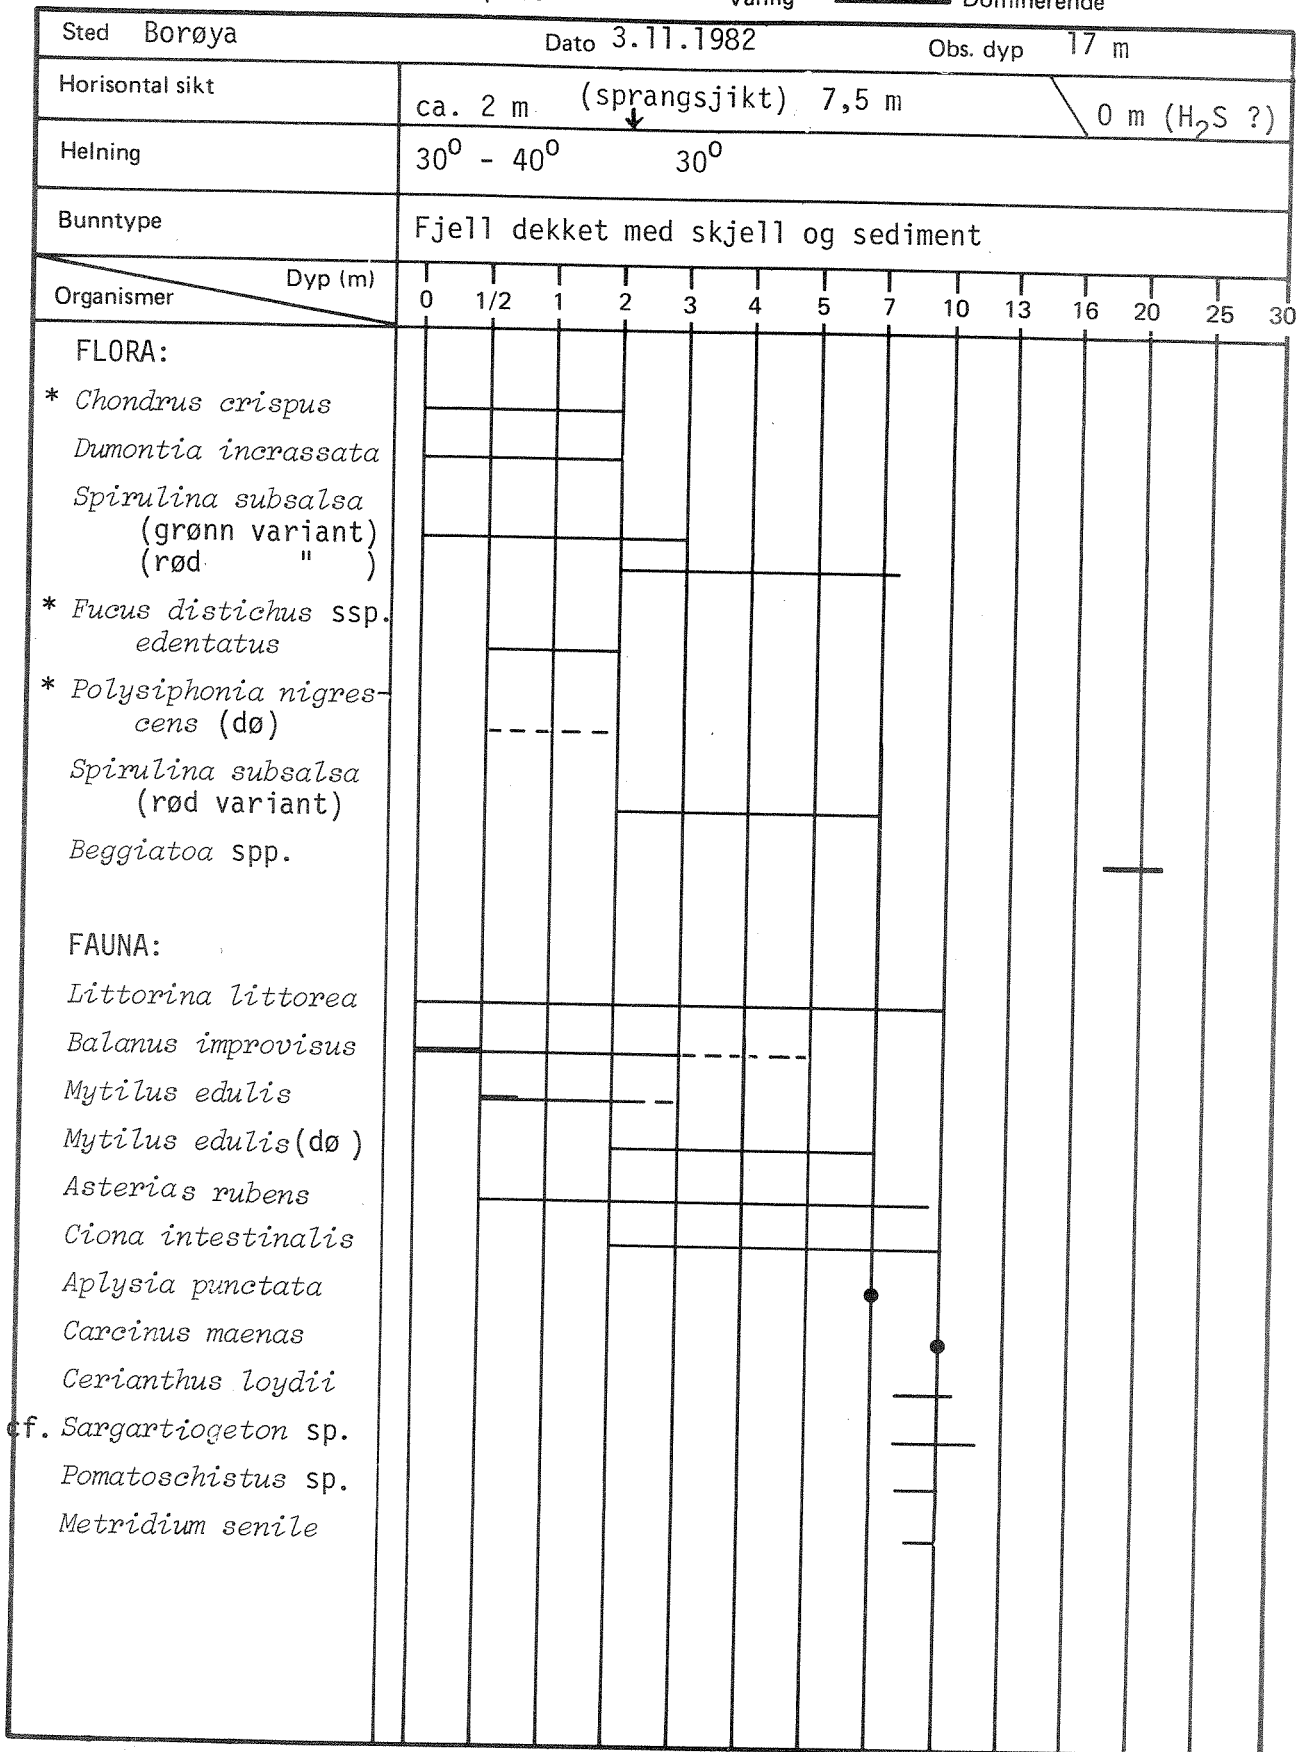 Dominerende
Sted Borøya Dato 3.11.1982 Obs. dyp 17 m
Horisontal sikt ca. 2 m (sprangsjikt) 7,5 m 0 m (H₂S ?)
Helning 30⁰ - 40⁰ 30⁰
Bunntype Fjell dekket med skjell og sediment
Dyp (m)
Organismer 0 1/2 1 2 3 4 5 7 10 13 16 20 25 30
FLORA:
* Chondrus crispus
Dumontia incrassata
Spirulina subsalsa
(grønn variant)
(rød " )
* Fucus distichus ssp.
edentatus
* Polysiphonia nigres-
cens (dø)
Spirulina subsalsa
(rød variant)
Beggiatoa spp.
FAUNA:
Littorina littorea
Balanus improvisus
Mytilus edulis
Mytilus edulis(dø )
Asterias rubens
Ciona intestinalis
Aplysia punctata
Carcinus maenas
Cerianthus loydii
cf. Sargartiogeton sp.
Pomatoschistus sp.
Metridium senile